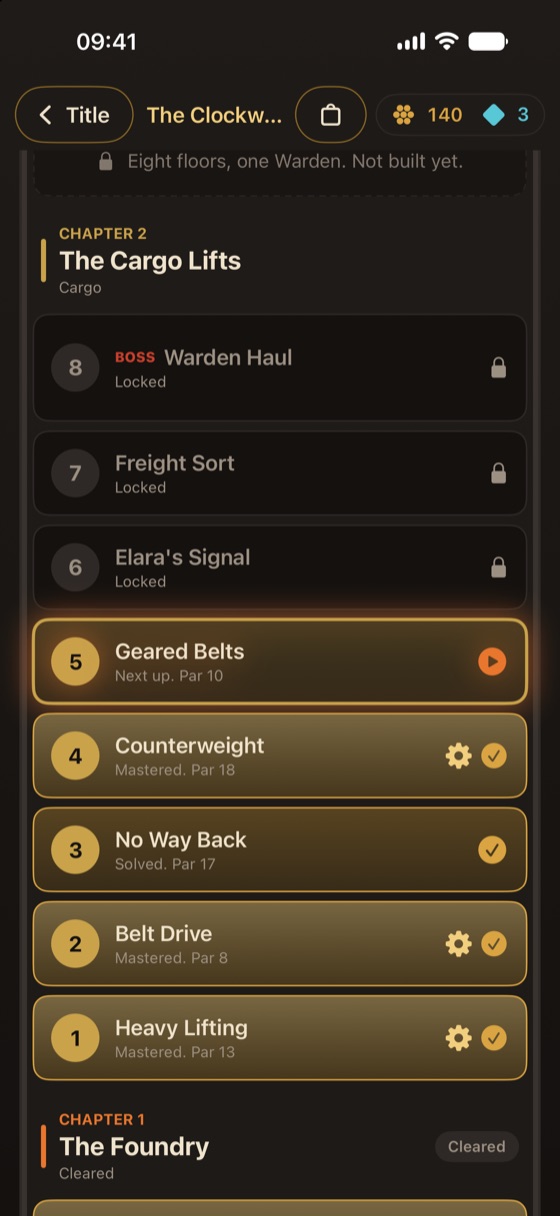 09:41
Title
The Clockw...
140
3
Eight floors, one Warden. Not built yet.
CHAPTER 2
The Cargo Lifts
Cargo
8
BOSS Warden Haul
Locked
7
Freight Sort
Locked
6
Elara's Signal
Locked
5
Geared Belts
Next up. Par 10
4
Counterweight
Mastered. Par 18
3
No Way Back
Solved. Par 17
2
Belt Drive
Mastered. Par 8
1
Heavy Lifting
Mastered. Par 13
CHAPTER 1
The Foundry
Cleared
Cleared